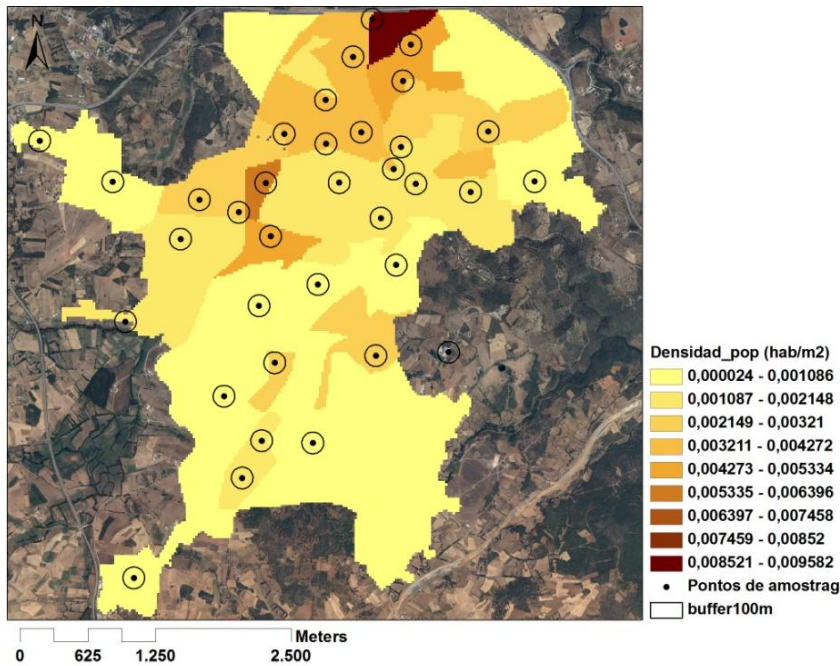 N
Densidad_pop (hab/m2)
0,000024 - 0,001086
0,001087 - 0,002148
0,002149 - 0,00321
0,003211 - 0,004272
0,004273 - 0,005334
0,005335 - 0,006396
0,006397 - 0,007458
0,007459 - 0,00852
0,008521 - 0,009582
Pontos de amostrag
buffer100m
Meters
0 625 1.250 2.500